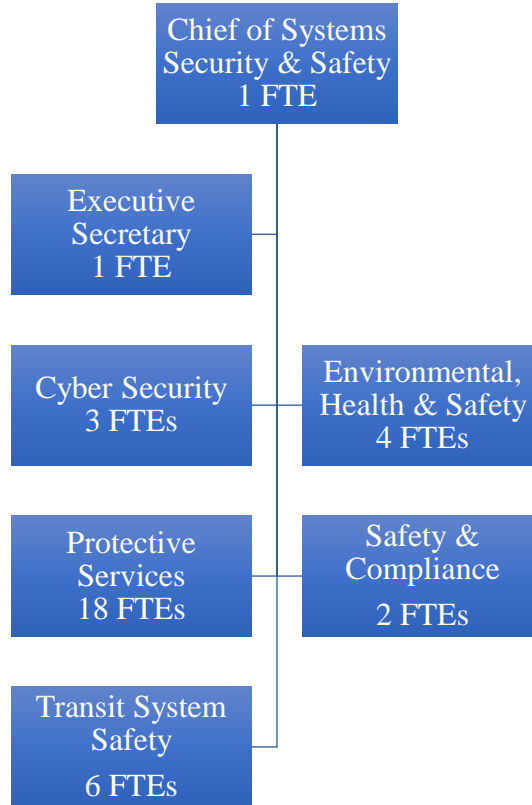 Chief of Systems
Security & Safety
1 FTE
Executive
Secretary
1 FTE
Cyber Security
3 FTEs
Environmental,
Health & Safety
4 FTEs
Protective
Services
18 FTEs
Safety &
Compliance
2 FTEs
Transit System
Safety
6 FTEs